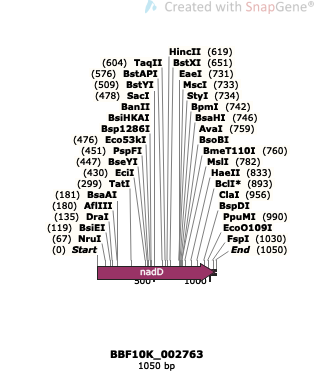 Created with SnapGene®
HincII (619)
(604) TaqII BstXI (651)
(576) BstAPI EaeI (731)
(509) BstYI MscI (733)
(478) SacI StyI (734)
BanII BpmI (742)
BsiHKAI BsaHI (746)
Bsp1286I AvaI (759)
(476) Eco53kI BsoBI
(451) PspFI BmeT110I (760)
(447) BseYI MslI (782)
(430) EciI HaeII (833)
(299) TatI BclI* (893)
(181) BsaAI ClaI (956)
(180) AflIII BspDI
(135) DraI PpuMI (990)
(119) BsiEI EcoO109I
(67) NruI FspI (1030)
(0) Start End (1050)
nadD
500 1000
BBF10K_002763
1050 bp